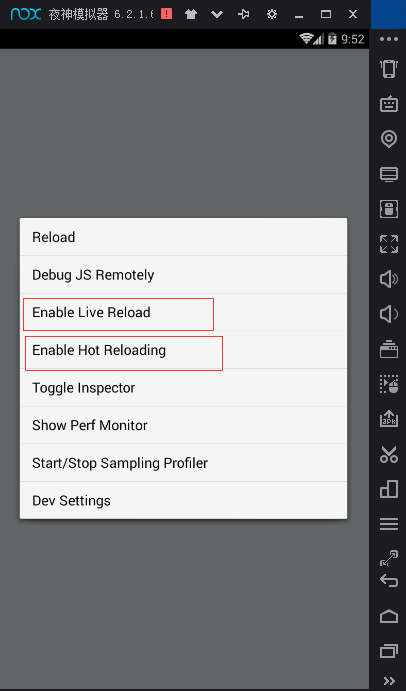 nox 夜神模拟器 6.2.1.6
9:52
Reload
Debug JS Remotely
Enable Live Reload
Enable Hot Reloading
Toggle Inspector
Show Perf Monitor
Start/Stop Sampling Profiler
Dev Settings